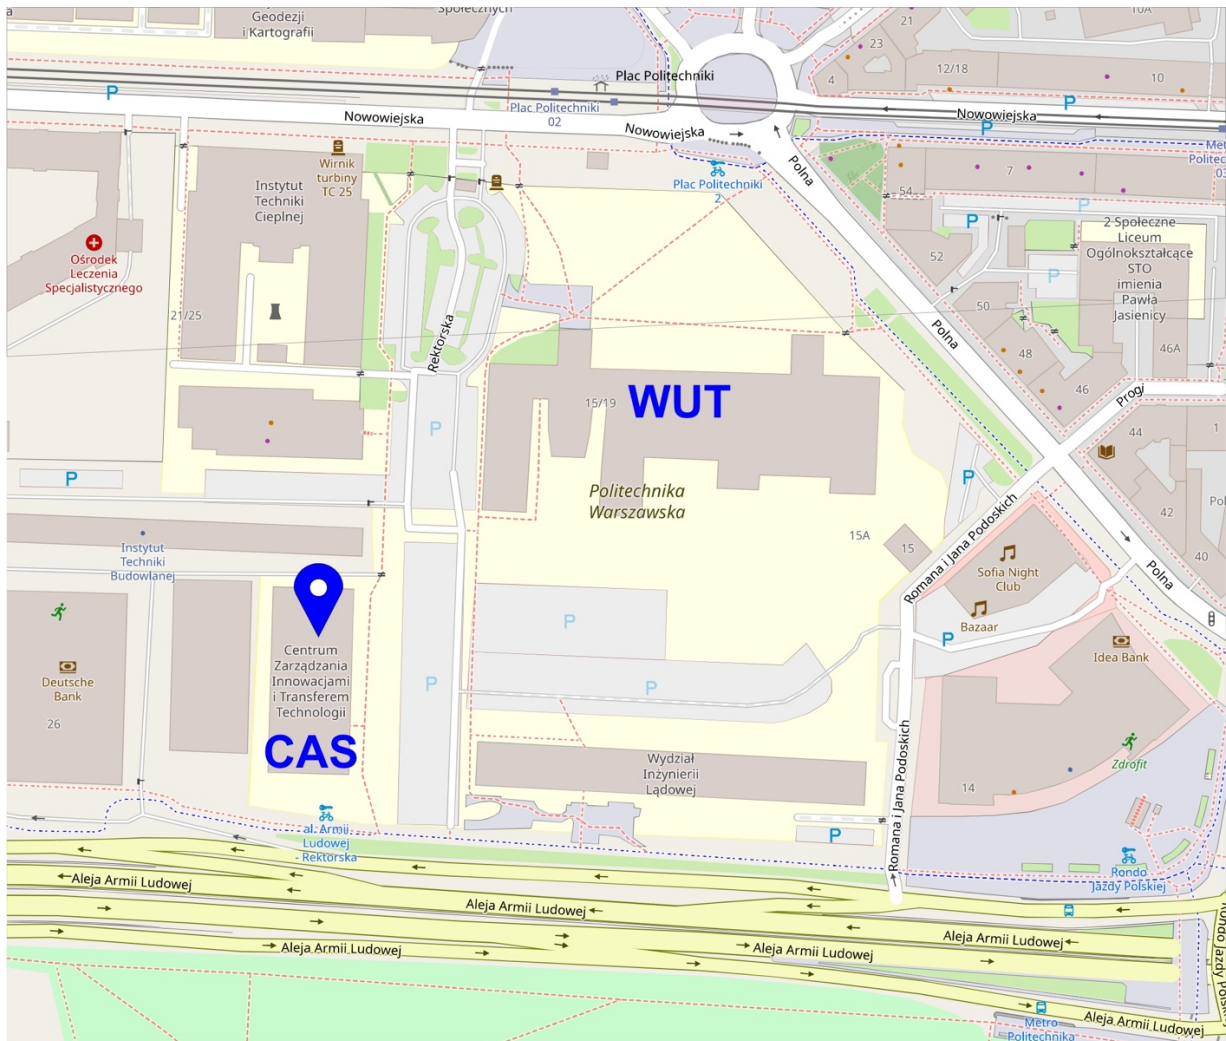 Geodezji
i Kartografii
Społecznych
21
10A
23
12/18
4
10
P
Plac Politechniki
Plac Politechniki
02
P
Nowowiejska
Nowowiejska
Nowowiejska
P
Wirnik
turbiny
TC 25
Instytut
Techniki
Cieplnej
Plac Politechniki
2
Polna
7
54
P
P
2 Społeczne
Liceum
Ogólnokształcące
STO
imienia
Pawła
Jasienicy
52
P
Ośrodek
Leczenia
Specjalistycznego
21/25
Rektorska
50
Polna
48
46A
46
Progi
15/19
WUT
P
44
1
P
P
Politechnika
Warszawska
42
Romana i Jana Podoskich
15A
15
40
Instytut
Techniki
Budowlanej
Sofia Night
Club
Polna
P
Bazaar
P
Idea Bank
Centrum
Zarządzania
Innowacjami
i Transferem
Technologii
Deutsche
Bank
26
P
P
CAS
Wydział
Inżynierii
Lądowej
Romana i Jana Podoskich
Zdrofit
14
al. Armii
Ludowej
- Rektorska
P
Rondo
Jazdy Polskiej
Aleja Armii Ludowej
Aleja Armii Ludowej
Aleja Armii Ludowej
Aleja Armii Ludowej
Aleja Armii Ludowej
Aleja Armii Ludowej
Metro
Politechnika